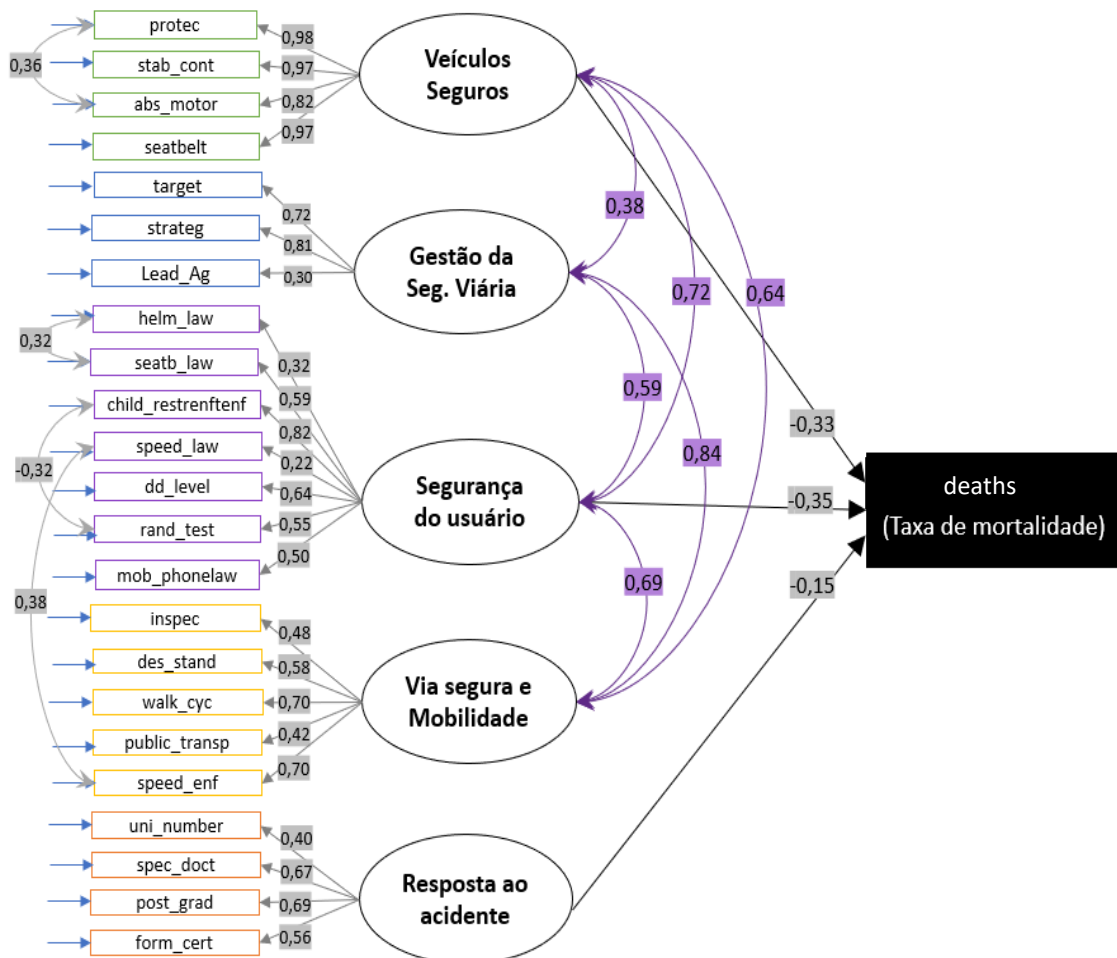 protec
stab_cont
abs_motor
seatbelt
0,36
0,98
0,97
0,82
0,97
Veículos
Seguros
target
strateg
Lead_Ag
0,72
0,81
0,30
Gestão da
Seg. Viária
helm_law
seatb_law
child_restrenftenf
speed_law
dd_level
rand_test
mob_phonelaw
0,32
-0,32
0,38
0,32
0,59
0,82
0,22
0,64
0,55
0,50
Segurança
do usuário
inspec
des_stand
walk_cyc
public_transp
speed_enf
0,48
0,58
0,70
0,42
0,70
Via segura e
Mobilidade
uni_number
spec_doct
post_grad
form_cert
0,40
0,67
0,69
0,56
Resposta ao
acidente
0,38
0,72
0,64
0,59
0,84
0,69
-0,33
-0,35
-0,15
deaths
(Taxa de mortalidade)